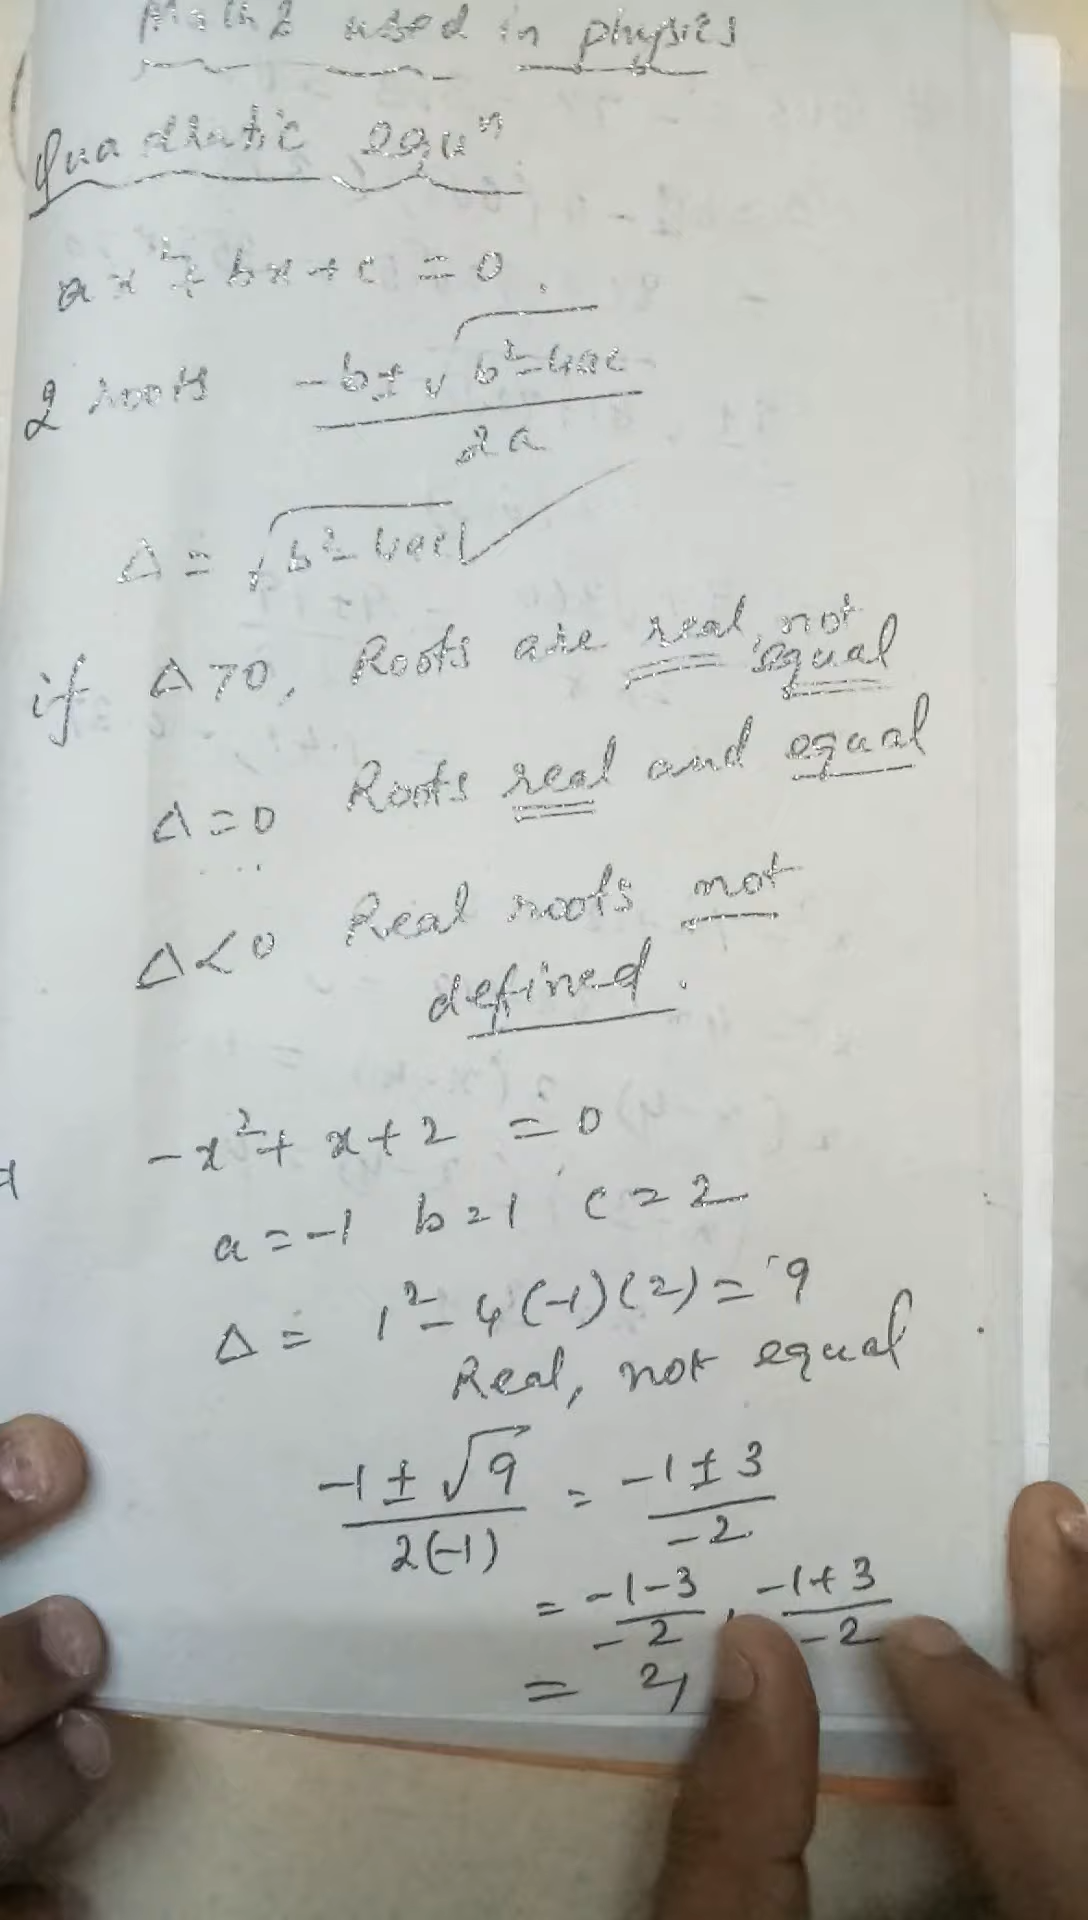 Maths used in physics
Quadratic equⁿ
ax² + bx + c = 0
2 roots -b ± √b² - 4ac / 2a
Δ = √b² - 4ac
if Δ > 0, Roots are real, not equal
Δ = 0 Roots real and equal
Δ < 0 Real roots not
defined.
-x² + x + 2 = 0
a = -1 b = 1 c = 2
Δ = 1² - 4(-1)(2) = 9
Real, not equal
-1 ± √9 / 2(-1) = -1 ± 3 / -2
= -1-3 / -2, -1+3 / -2
= 2,